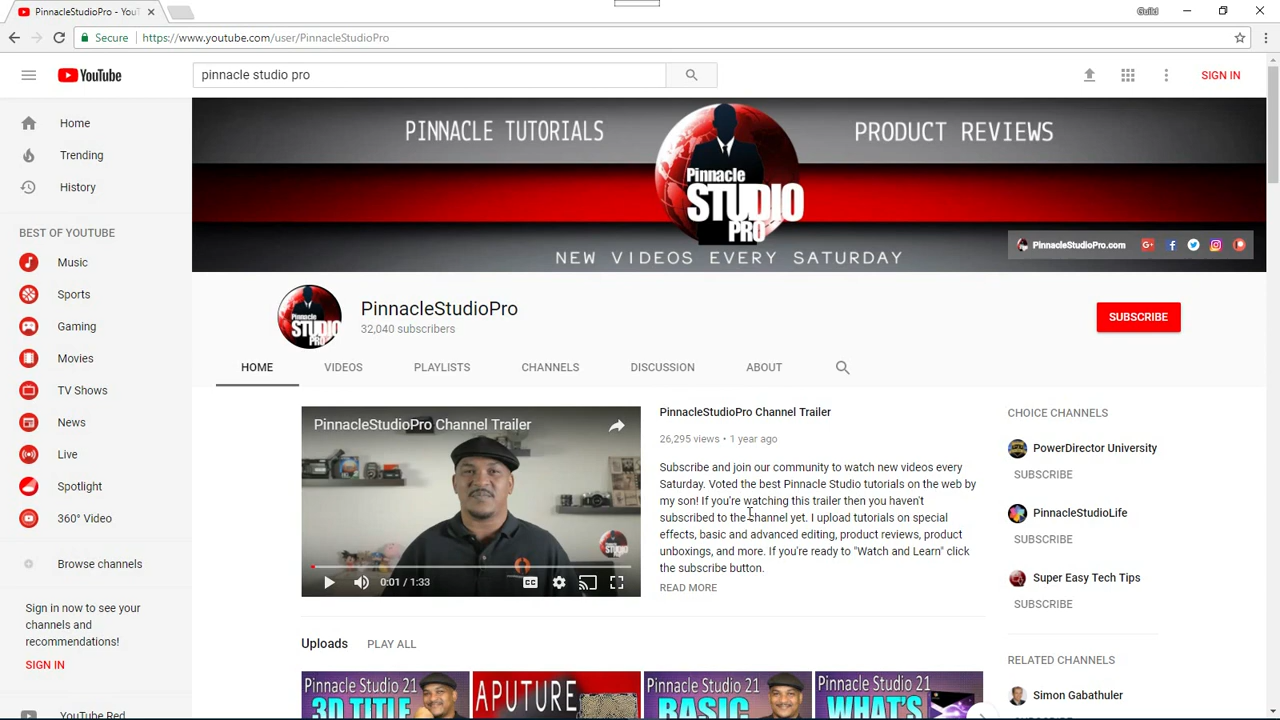 PinnacleStudioPro - YouT
Guild
Secure
https://www.youtube.com/user/PinnacleStudioPro
YouTube
pinnacle studio pro
SIGN IN
Home
Trending
History
BEST OF YOUTUBE
Music
Sports
Gaming
Movies
TV Shows
News
Live
Spotlight
360° Video
Browse channels
Sign in now to see your
channels and
recommendations!
SIGN IN
YouTube Red
PINNACLE TUTORIALS
PRODUCT REVIEWS
Pinnacle
STUDIO
PRO
NEW VIDEOS EVERY SATURDAY
PinnacleStudioPro.com
Pinnacle
STUDIO
PRO
PinnacleStudioPro
32,040 subscribers
SUBSCRIBE
HOME
VIDEOS
PLAYLISTS
CHANNELS
DISCUSSION
ABOUT
PinnacleStudioPro Channel Trailer
0:01 / 1:33
CC
PinnacleStudioPro Channel Trailer
26,295 views • 1 year ago
Subscribe and join our community to watch new videos every
Saturday. Voted the best Pinnacle Studio tutorials on the web by
my son! If you're watching this trailer then you haven't
subscribed to the channel yet. I upload tutorials on special
effects, basic and advanced editing, product reviews, product
unboxings, and more. If you're ready to "Watch and Learn" click
the subscribe button.
READ MORE
CHOICE CHANNELS
PowerDirector University
SUBSCRIBE
PinnacleStudioLife
SUBSCRIBE
Super Easy Tech Tips
SUBSCRIBE
RELATED CHANNELS
Simon Gabathuler
Uploads
PLAY ALL
Pinnacle Studio 21
3D TITLE
APUTURE
Pinnacle Studio 21
BASIC
Pinnacle Studio 21
WHAT'S